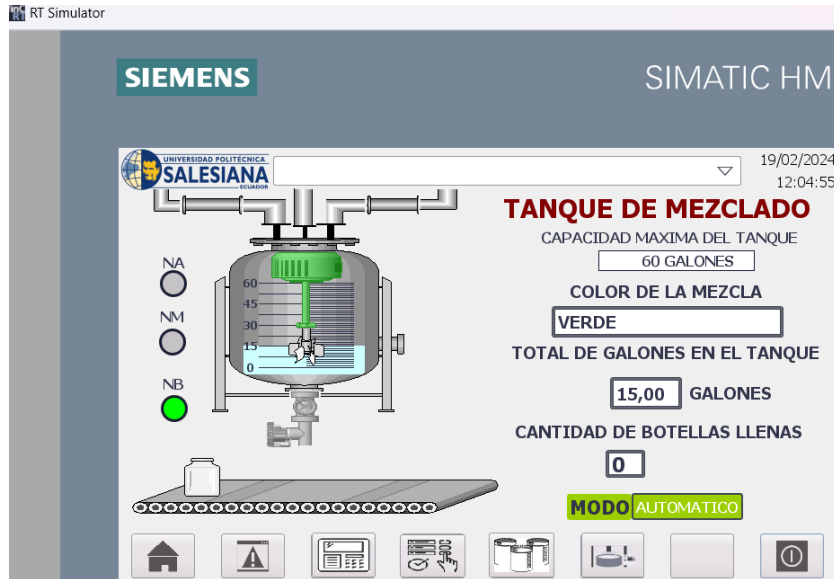 RT Simulator
SIEMENS
SIMATIC HM
UNIVERSIDAD POLITÉCNICA
SALESIANA
ECUADOR
19/02/2024
12:04:55
TANQUE DE MEZCLADO
CAPACIDAD MAXIMA DEL TANQUE
60 GALONES
COLOR DE LA MEZCLA
VERDE
TOTAL DE GALONES EN EL TANQUE
15,00 GALONES
CANTIDAD DE BOTELLAS LLENAS
0
MODO AUTOMATICO
NA
NM
NB
60
45
30
15
0